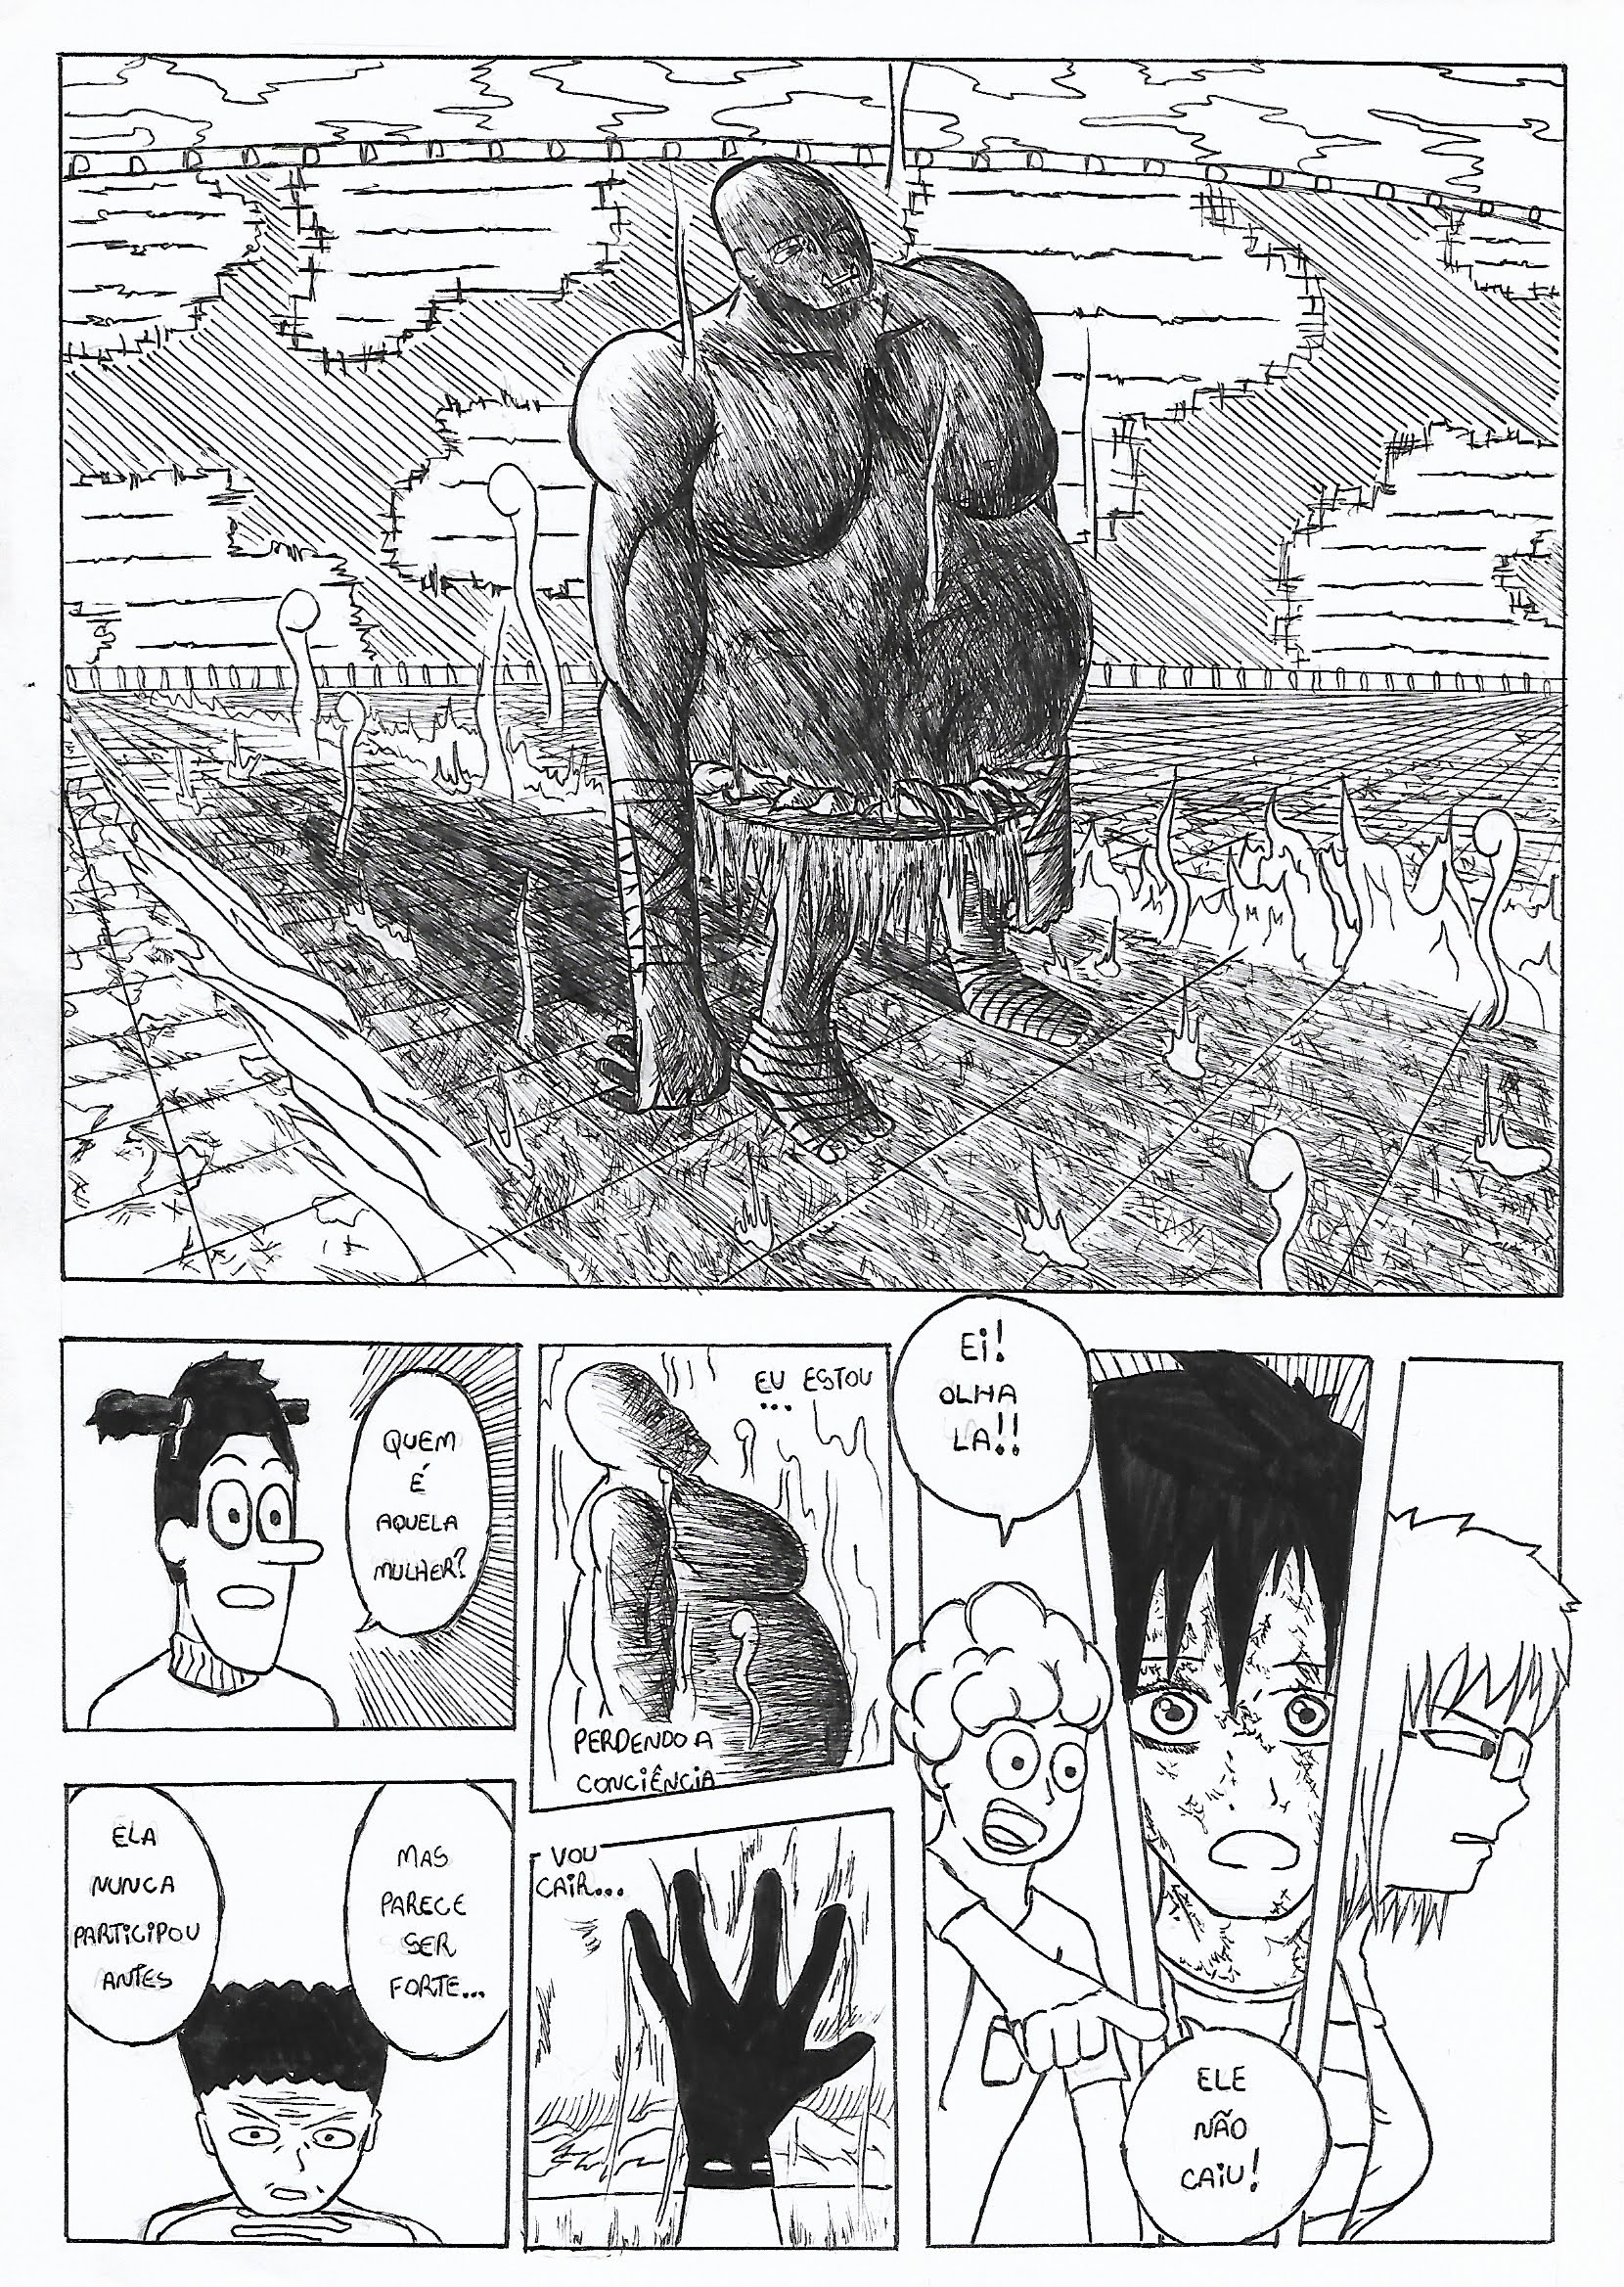 QUEM
É
AQUELA
MULHER?
EU ESTOU
...
PERDENDO A
CONCIÊNCIA
EI!
OLHA
LA!!
ELE
NÃO
CAIU!
ELA
NUNCA
PARTICIPOU
ANTES
MAS
PARECE
SER
FORTE...
VOU
CAIR...